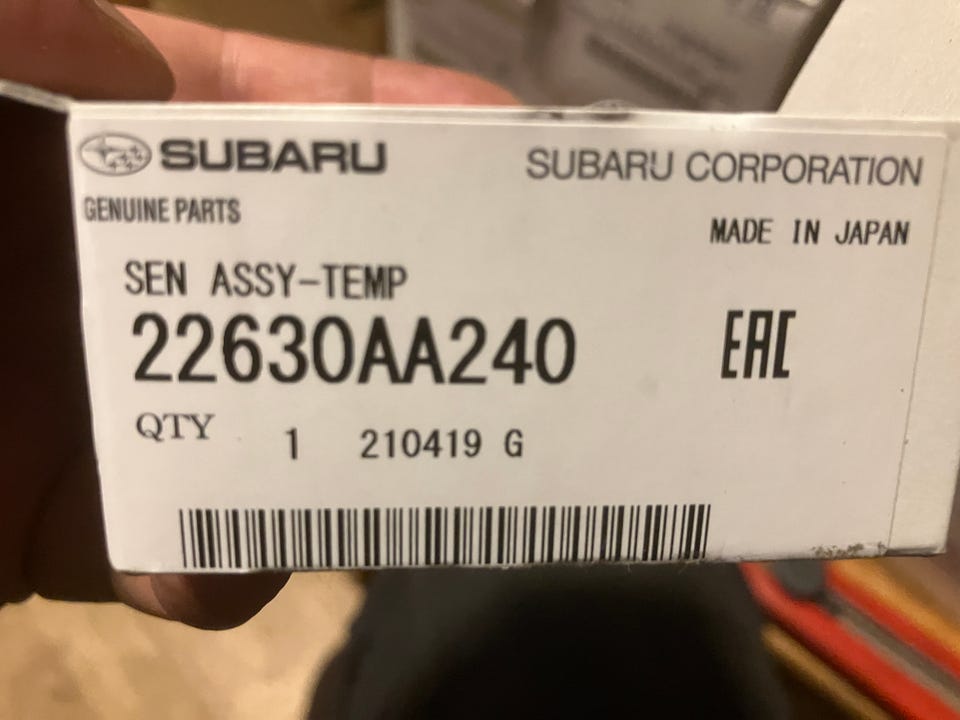 SUBARU
SUBARU CORPORATION
GENUINE PARTS
MADE IN JAPAN
SEN ASSY-TEMP
22630AA240
EAC
QTY 1 210419 G